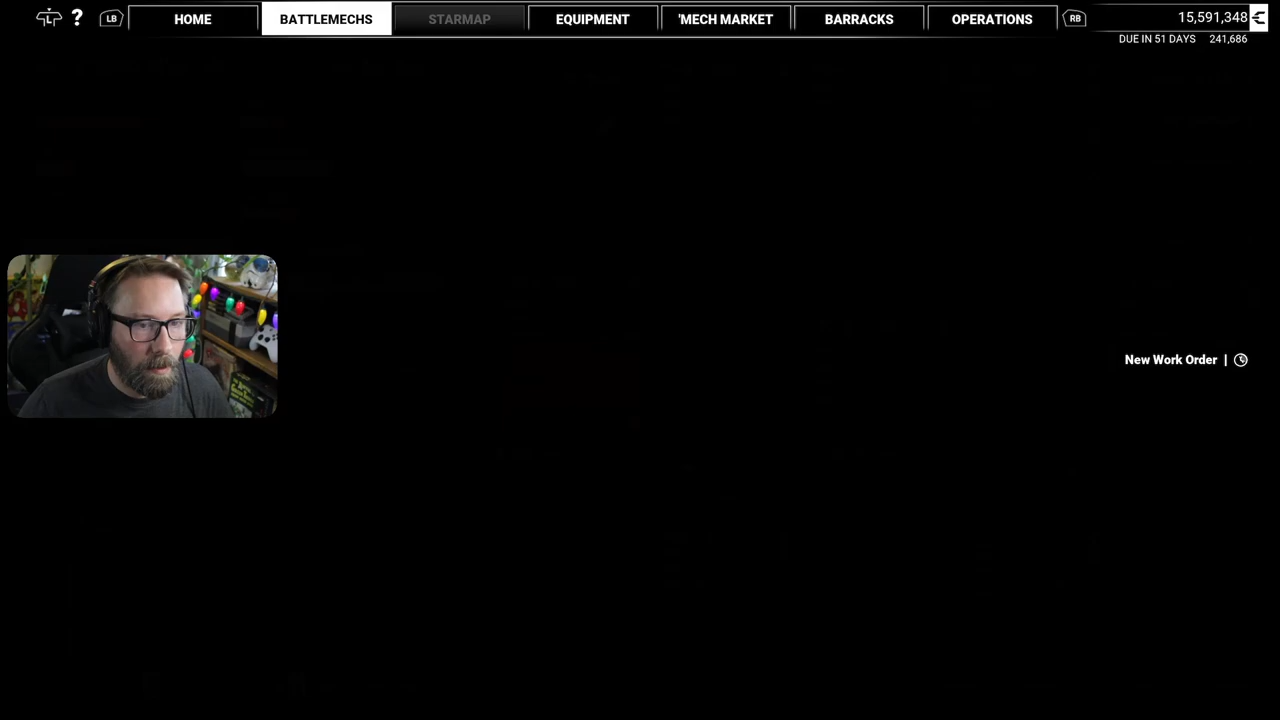 ?
LB
HOME
BATTLEMECHS
STARMAP
EQUIPMENT
'MECH MARKET
BARRACKS
OPERATIONS
RB
15,591,348
DUE IN 51 DAYS 241,686
New Work Order |